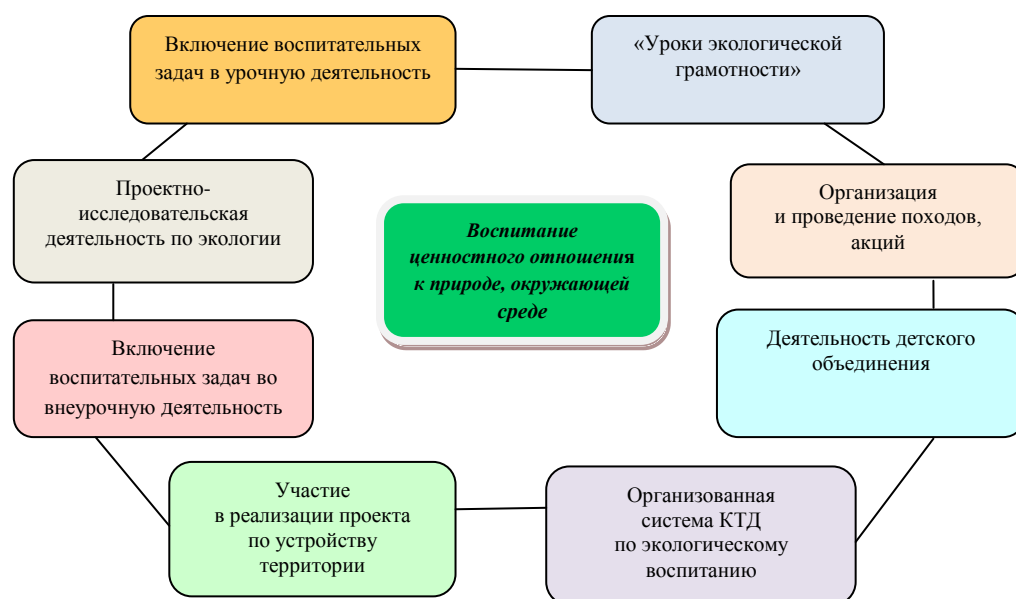 Включение воспитательных
задач в урочную деятельность
«Уроки экологической
грамотности»
Проектно-
исследовательская
деятельность по экологии
Воспитание
ценностного отношения
к природе, окружающей
среде
Организация
и проведение походов,
акций
Включение
воспитательных задач во
внеурочную деятельность
Деятельность детского
объединения
Участие
в реализации проекта
по устройству
территории
Организованная
система КТД
по экологическому
воспитанию